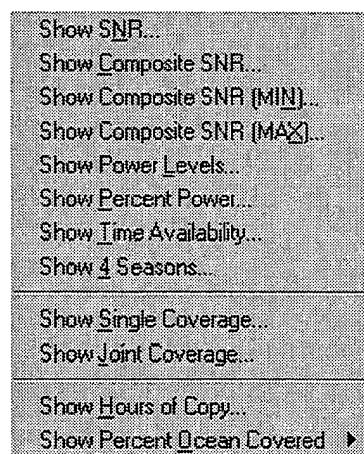 Show SNR...
Show Composite SNR...
Show Composite SNR (MIN)...
Show Composite SNR (MAX)...
Show Power Levels...
Show Percent Power...
Show Time Availability...
Show 4 Seasons...
Show Single Coverage...
Show Joint Coverage...
Show Hours of Copy...
Show Percent Ocean Covered